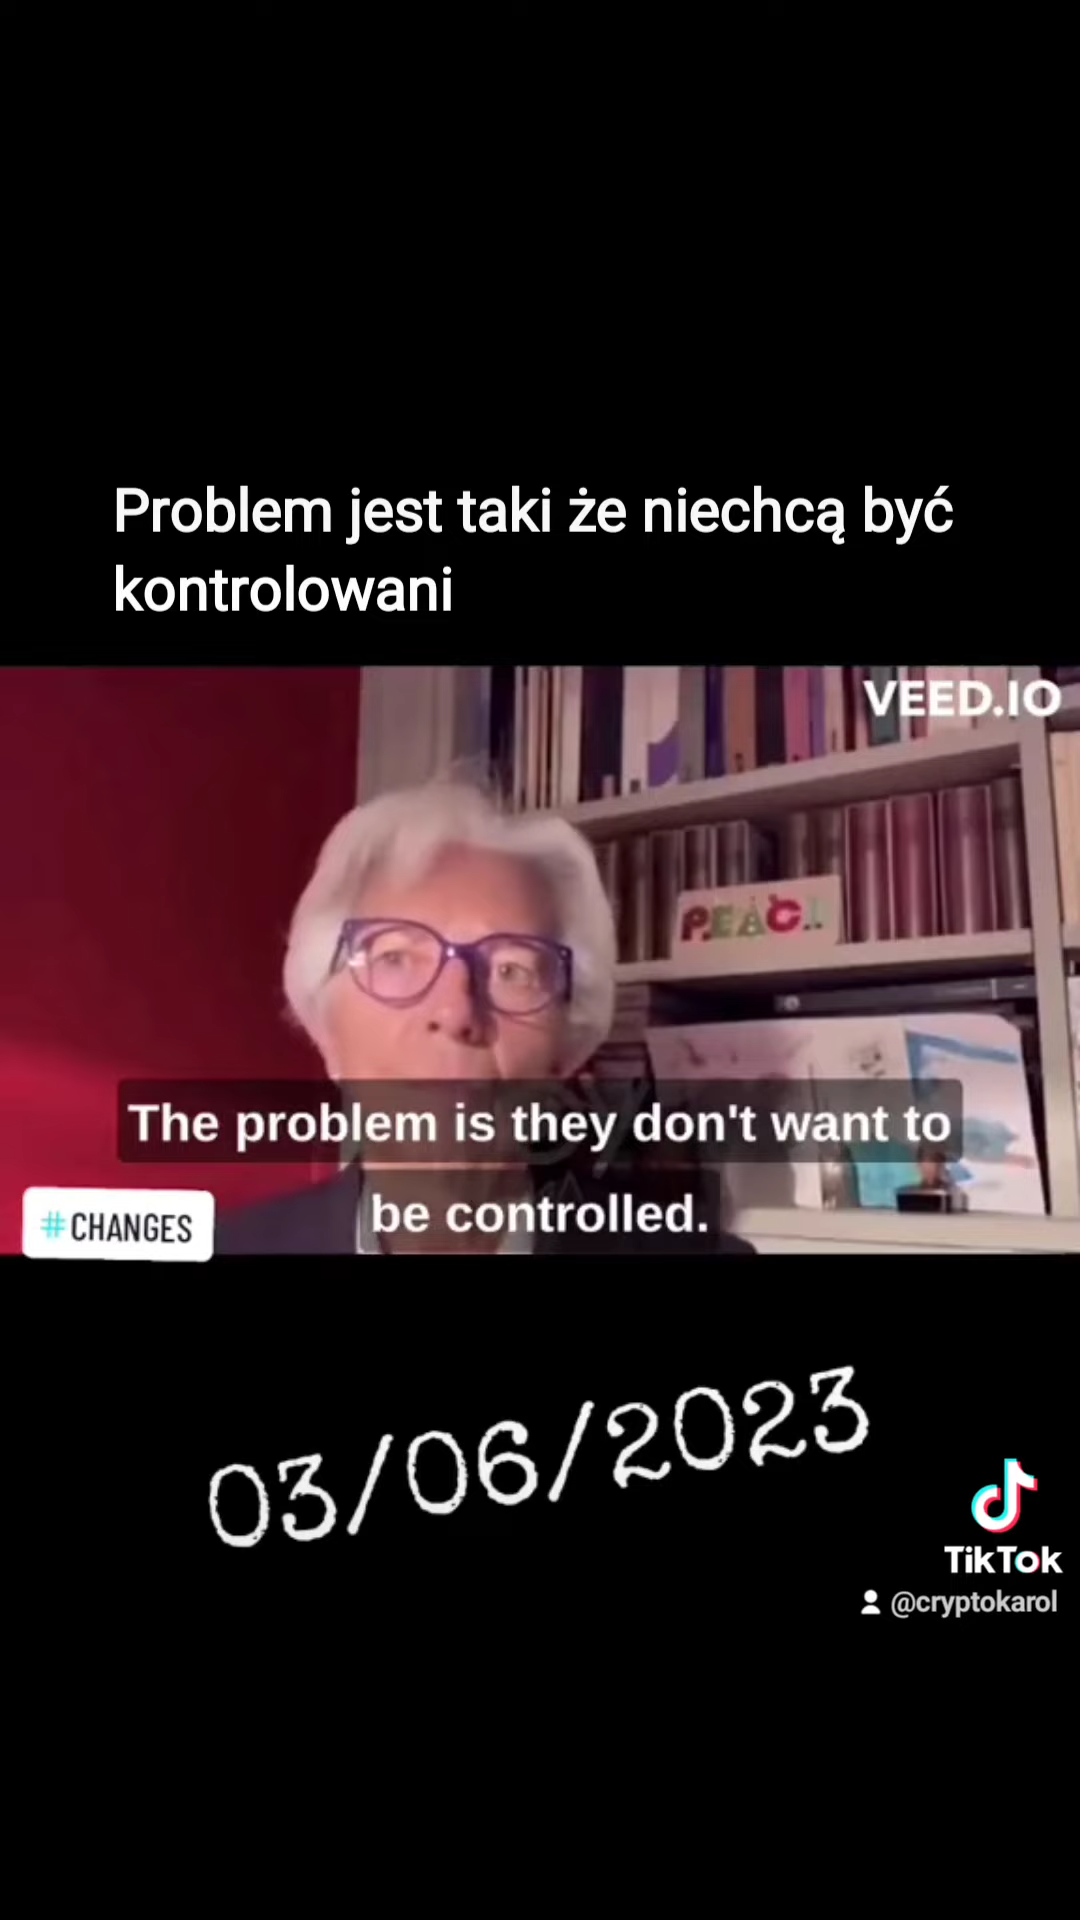 Problem jest taki że niechcą być
kontrolowani
VEED.IO
The problem is they don't want to
be controlled.
#CHANGES
03/06/2023
TikTok
@cryptokarol